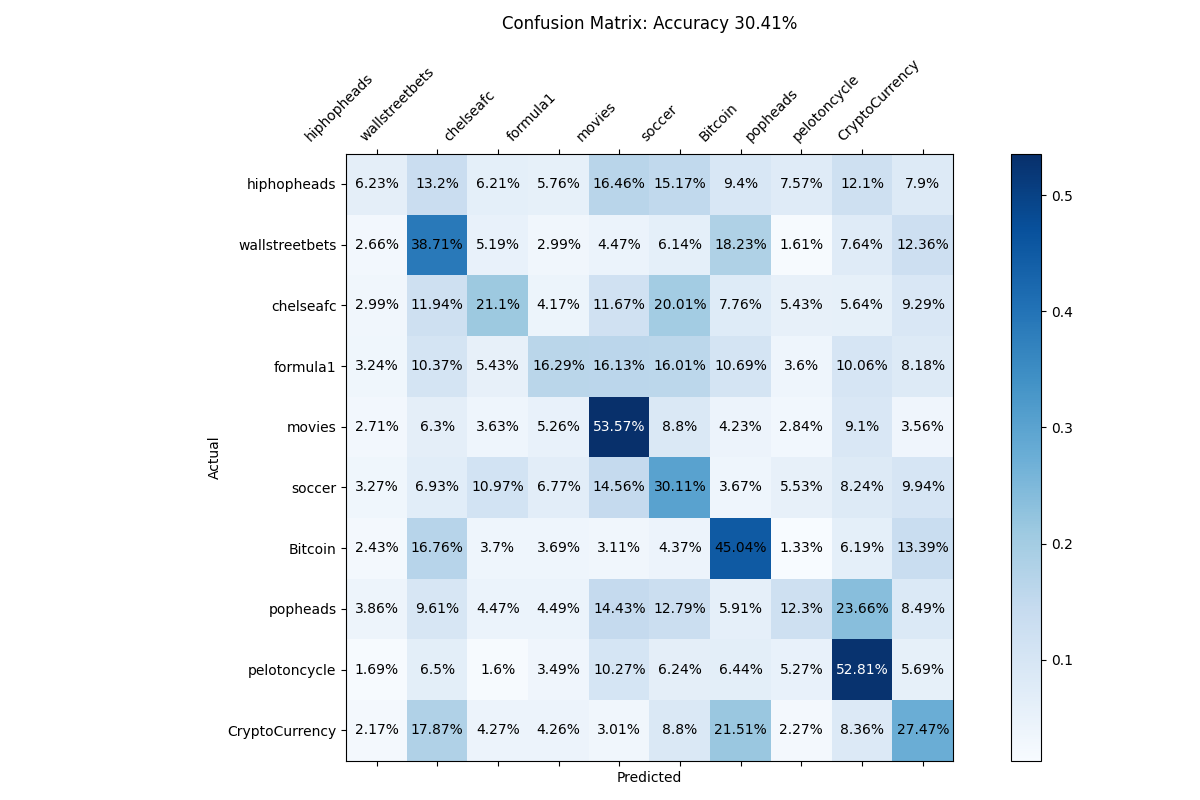 Confusion Matrix: Accuracy 30.41%
hiphopheads wallstreetbets chelseafc formula1 movies soccer Bitcoin popheads pelotoncycle CryptoCurrency
hiphopheads 6.23% 13.2% 6.21% 5.76% 16.46% 15.17% 9.4% 7.57% 12.1% 7.9%
wallstreetbets 2.66% 38.71% 5.19% 2.99% 4.47% 6.14% 18.23% 1.61% 7.64% 12.36%
chelseafc 2.99% 11.94% 21.1% 4.17% 11.67% 20.01% 7.76% 5.43% 5.64% 9.29%
formula1 3.24% 10.37% 5.43% 16.29% 16.13% 16.01% 10.69% 3.6% 10.06% 8.18%
movies 2.71% 6.3% 3.63% 5.26% 53.57% 8.8% 4.23% 2.84% 9.1% 3.56%
soccer 3.27% 6.93% 10.97% 6.77% 14.56% 30.11% 3.67% 5.53% 8.24% 9.94%
Bitcoin 2.43% 16.76% 3.7% 3.69% 3.11% 4.37% 45.04% 1.33% 6.19% 13.39%
popheads 3.86% 9.61% 4.47% 4.49% 14.43% 12.79% 5.91% 12.3% 23.66% 8.49%
pelotoncycle 1.69% 6.5% 1.6% 3.49% 10.27% 6.24% 6.44% 5.27% 52.81% 5.69%
CryptoCurrency 2.17% 17.87% 4.27% 4.26% 3.01% 8.8% 21.51% 2.27% 8.36% 27.47%
Actual
Predicted
0.5
0.4
0.3
0.2
0.1